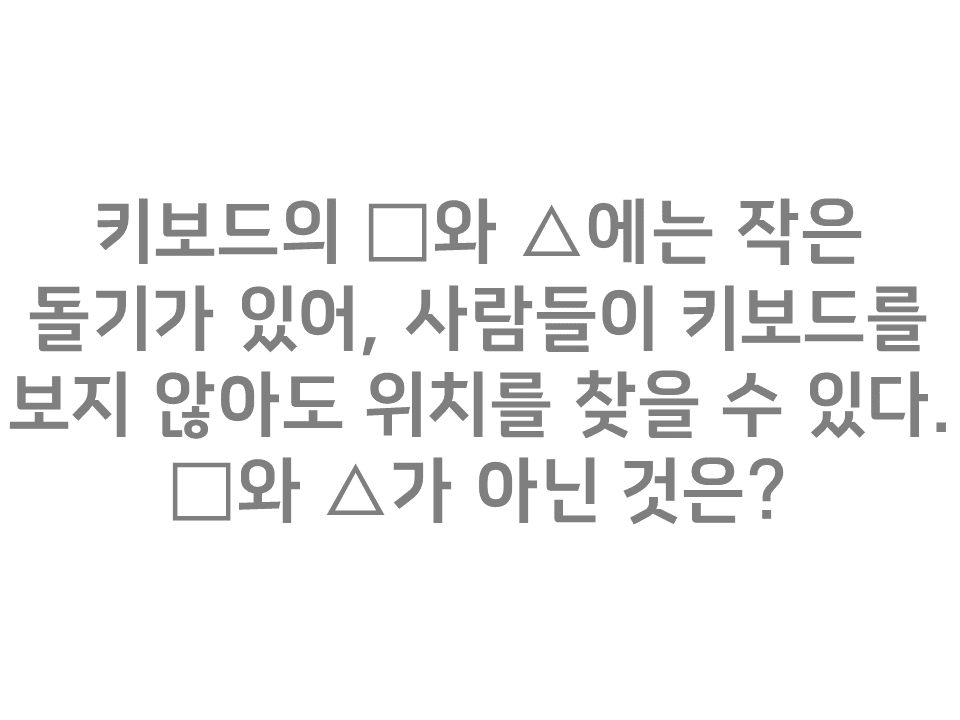 키보드의 □와 △에는 작은
돌기가 있어, 사람들이 키보드를
보지 않아도 위치를 찾을 수 있다.
□와 △가 아닌 것은?